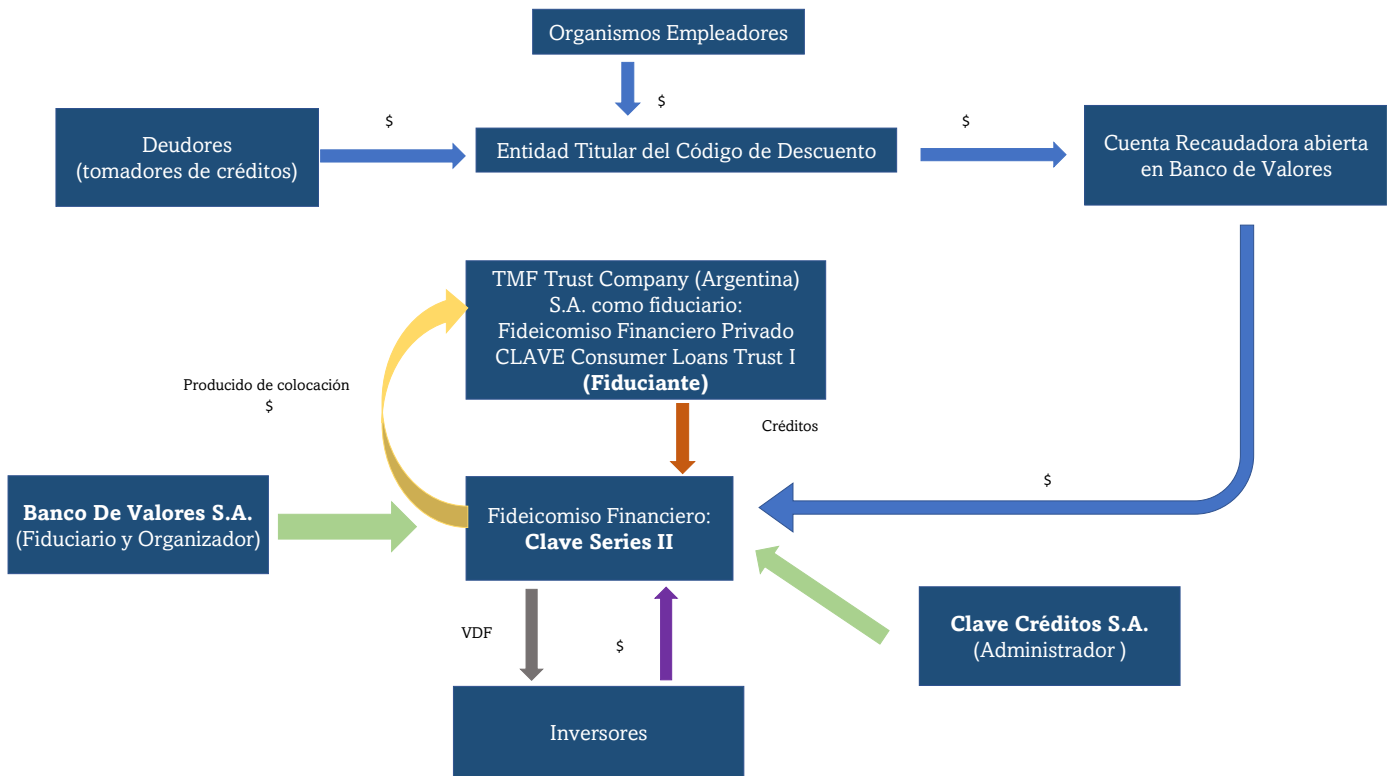 Organismos Empleadores
$
$
$
Deudores
(tomadores de créditos)
Entidad Titular del Código de Descuento
Cuenta Recaudadora abierta
en Banco de Valores
TMF Trust Company (Argentina)
S.A. como fiduciario:
Fideicomiso Financiero Privado
CLAVE Consumer Loans Trust I
(Fiduciante)
Producido de colocación
$
Créditos
$
Banco De Valores S.A.
(Fiduciario y Organizador)
Fideicomiso Financiero:
Clave Series II
VDF
$
Clave Créditos S.A.
(Administrador )
Inversores